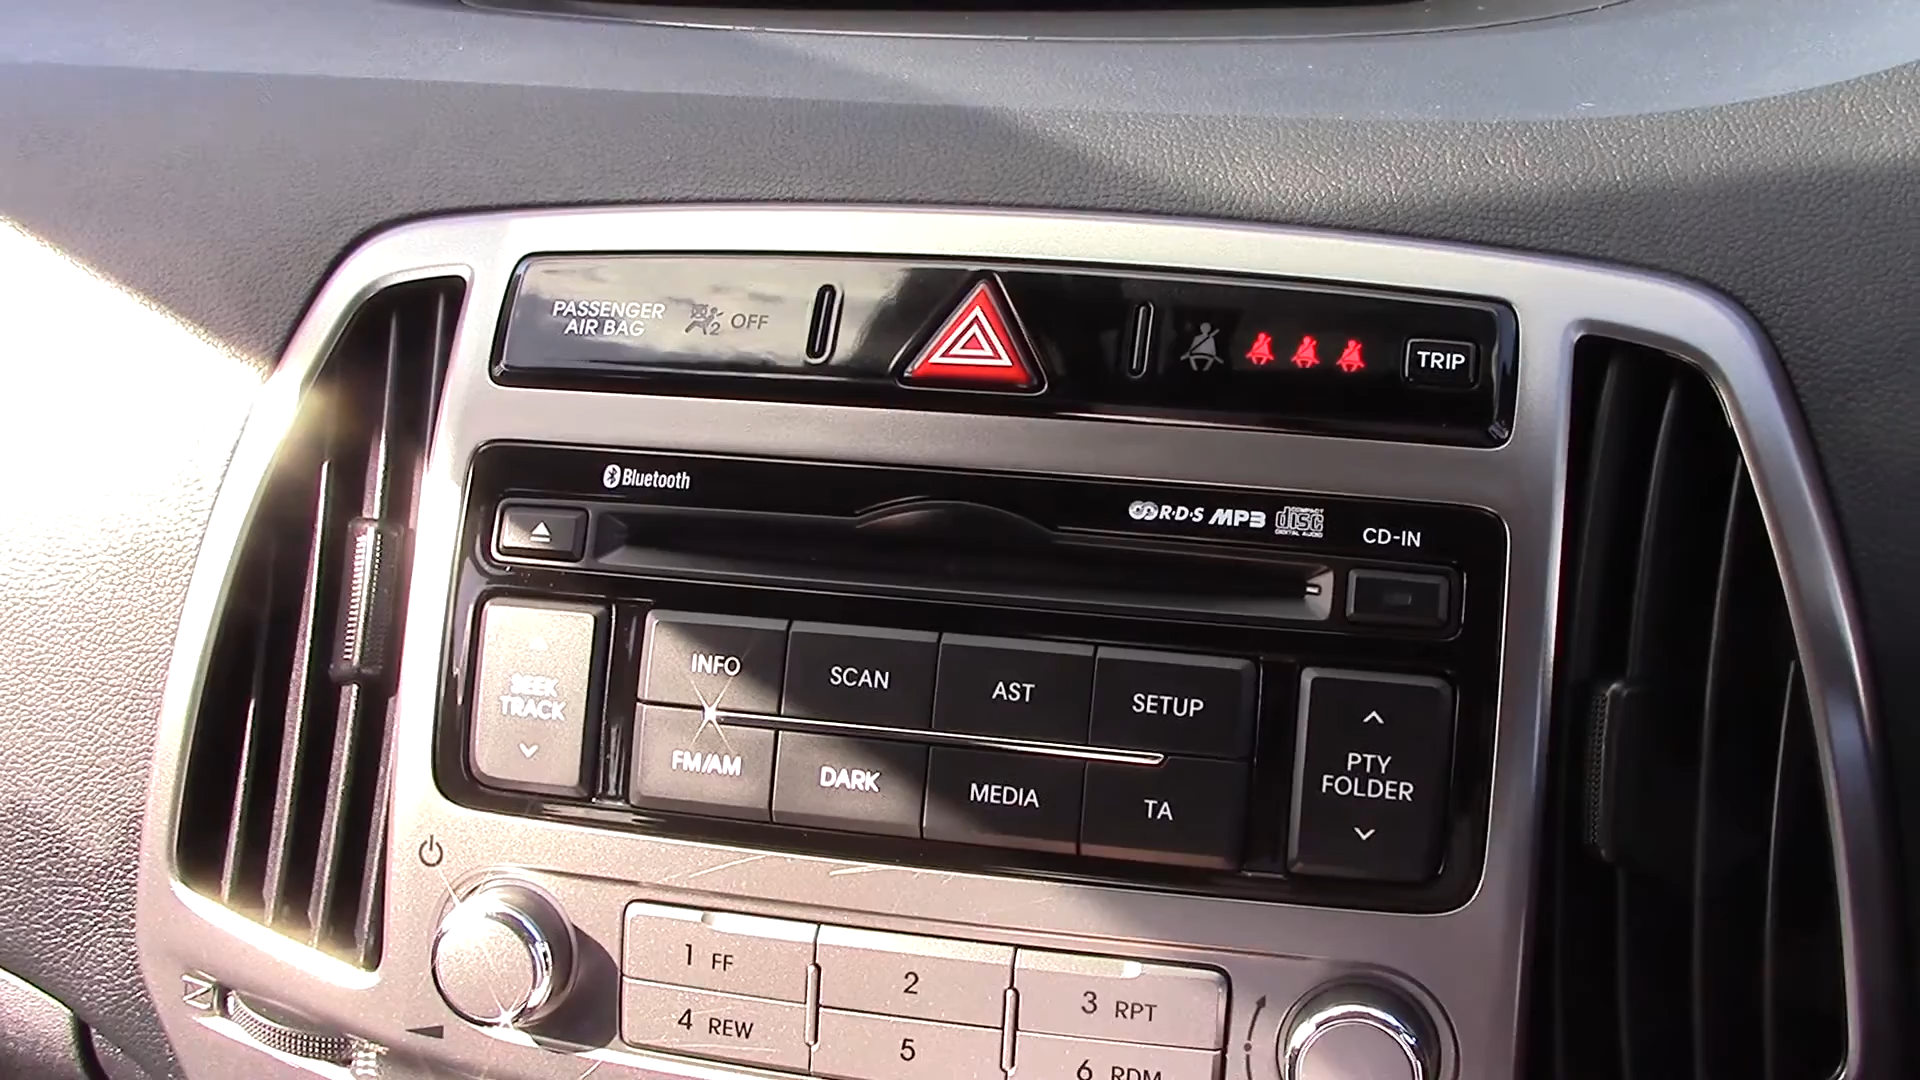 PASSENGER
AIR BAG
2 OFF
TRIP
Bluetooth
R·D·S MP3 COMPACT disc DIGITAL AUDIO
CD-IN
SEEK
TRACK
INFO
SCAN
AST
SETUP
FM/AM
DARK
MEDIA
TA
PTY
FOLDER
1 FF
2
3 RPT
4 REW
5
6 RDM